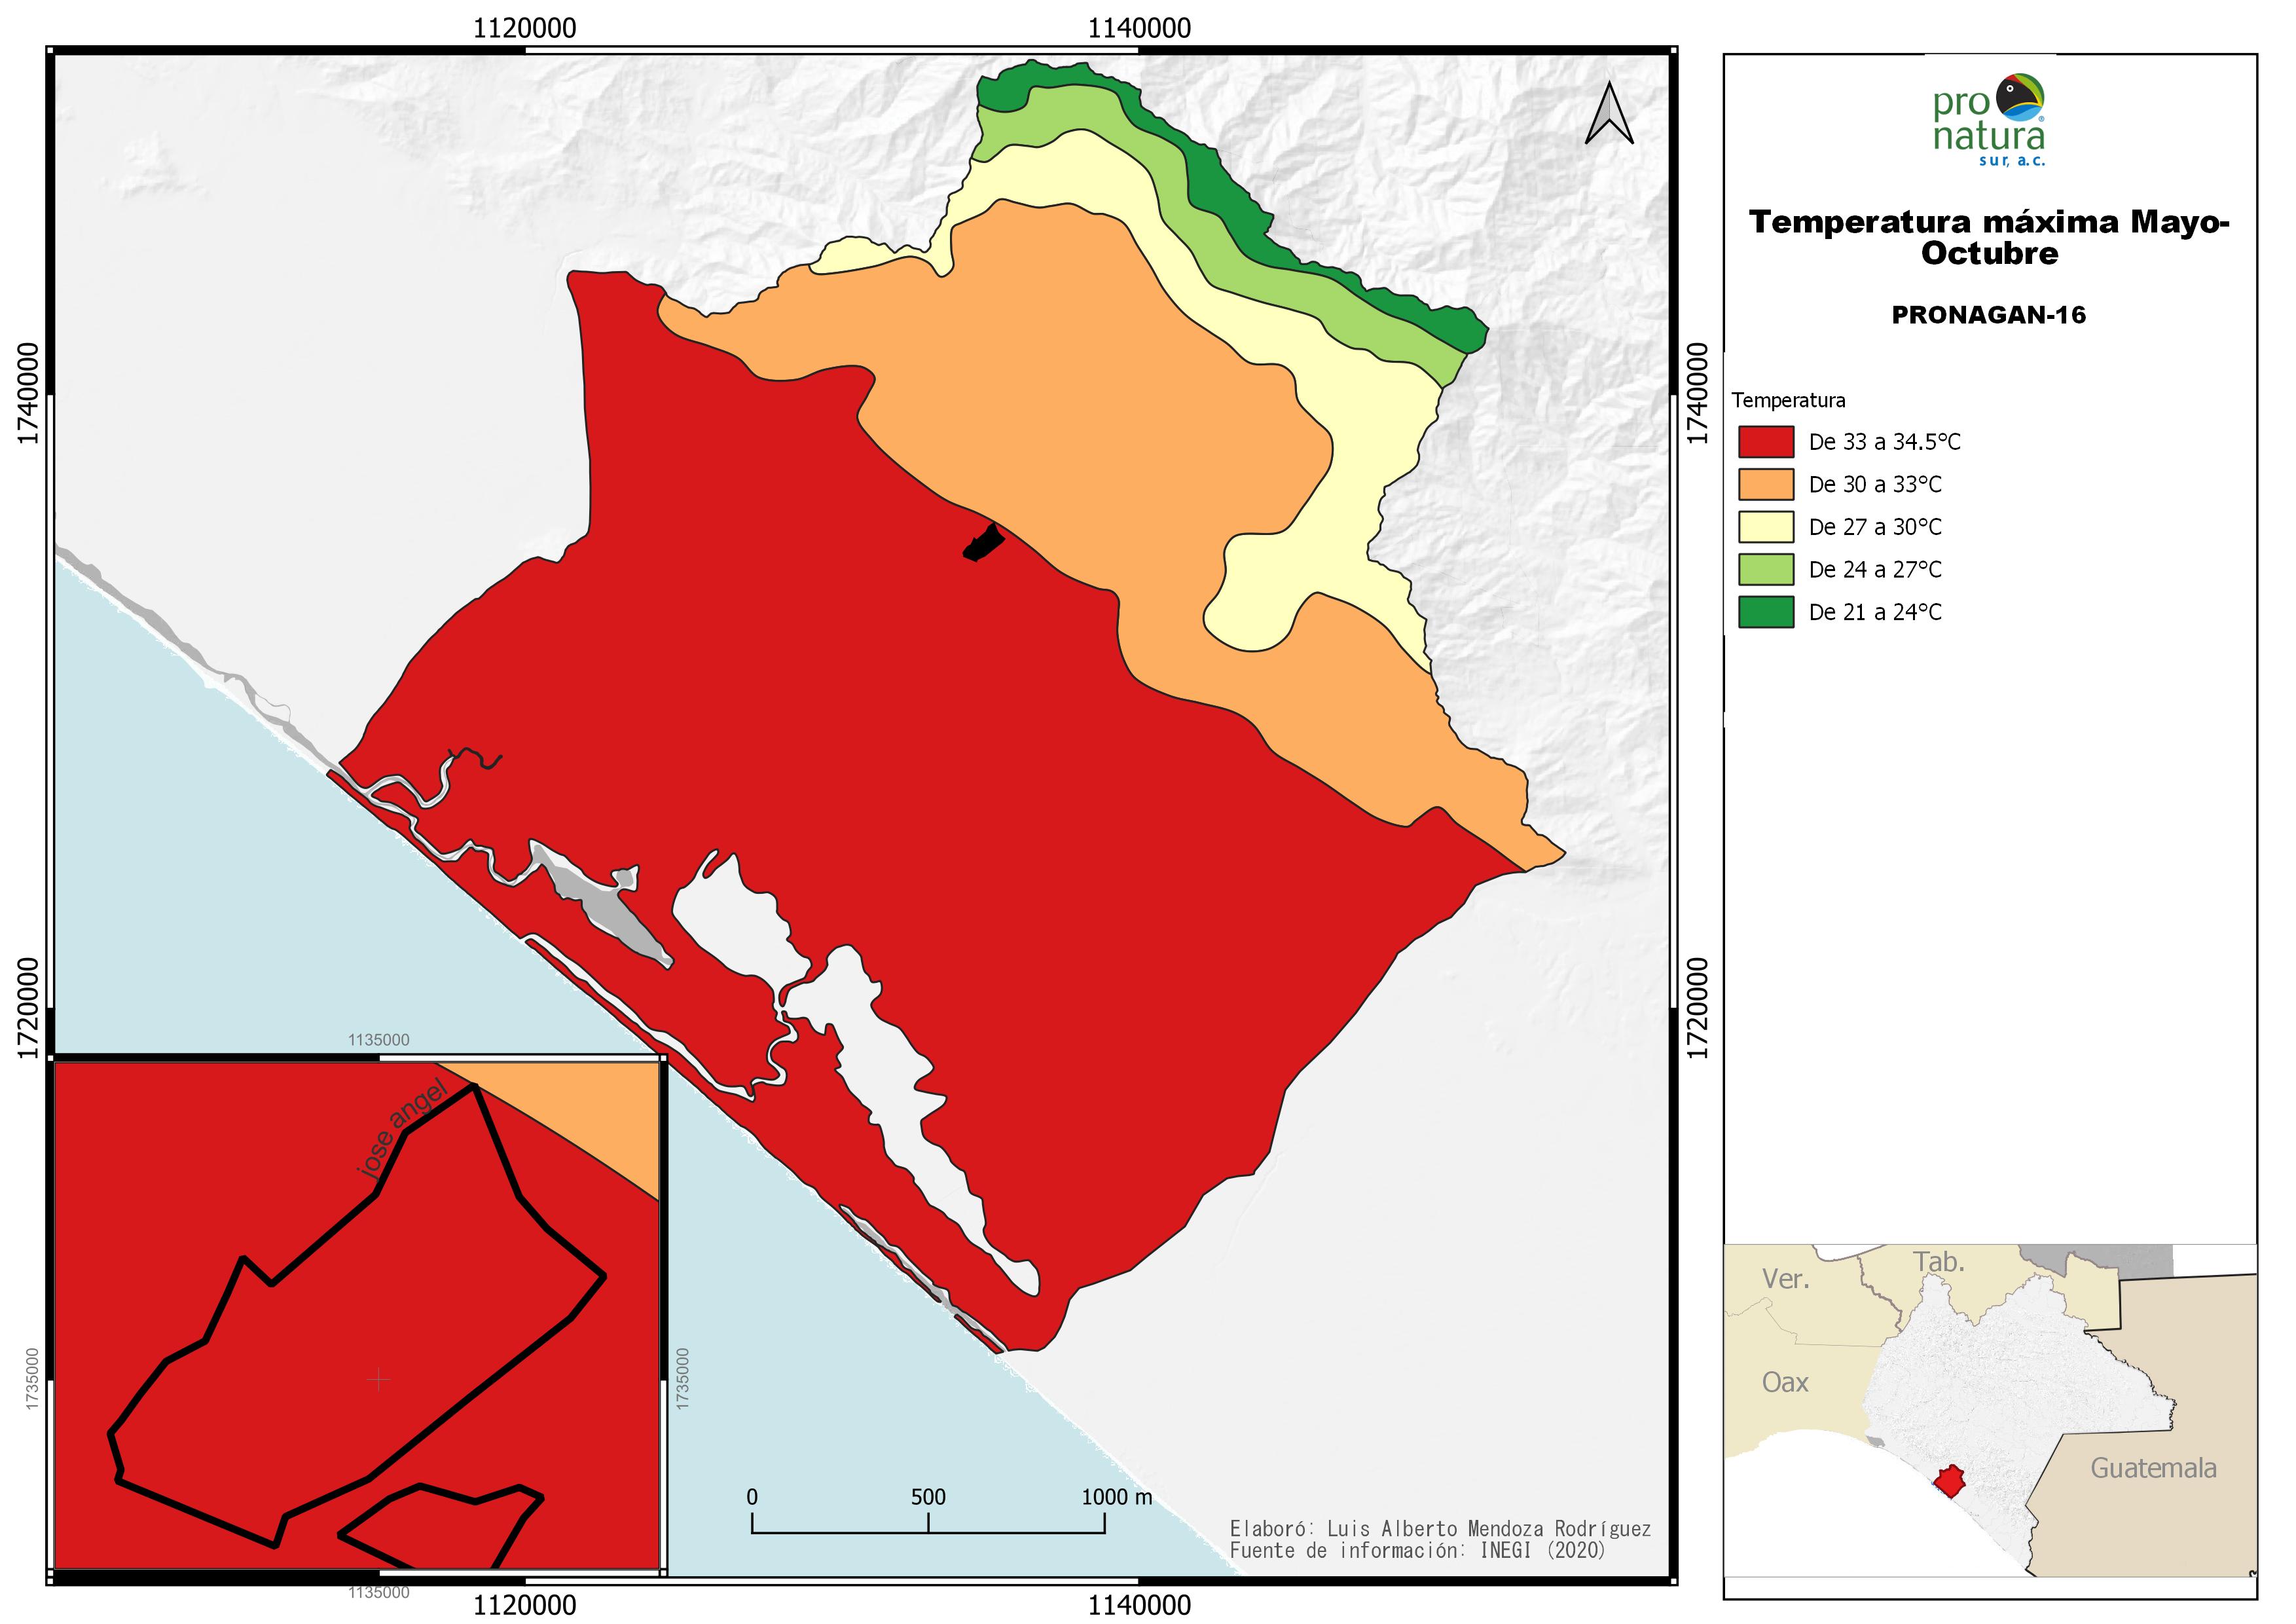 1120000
1140000
1740000
1740000
1720000
1720000
1135000
jose angel
1735000
1735000
1135000
0
500
1000 m
Elaboró: Luis Alberto Mendoza Rodríguez
Fuente de información: INEGI (2020)
1120000
1140000
pro
natura
sur, a.c.
Temperatura máxima Mayo-
Octubre
PRONAGAN-16
Temperatura
De 33 a 34.5°C
De 30 a 33°C
De 27 a 30°C
De 24 a 27°C
De 21 a 24°C
Ver.
Tab.
Oax
Guatemala